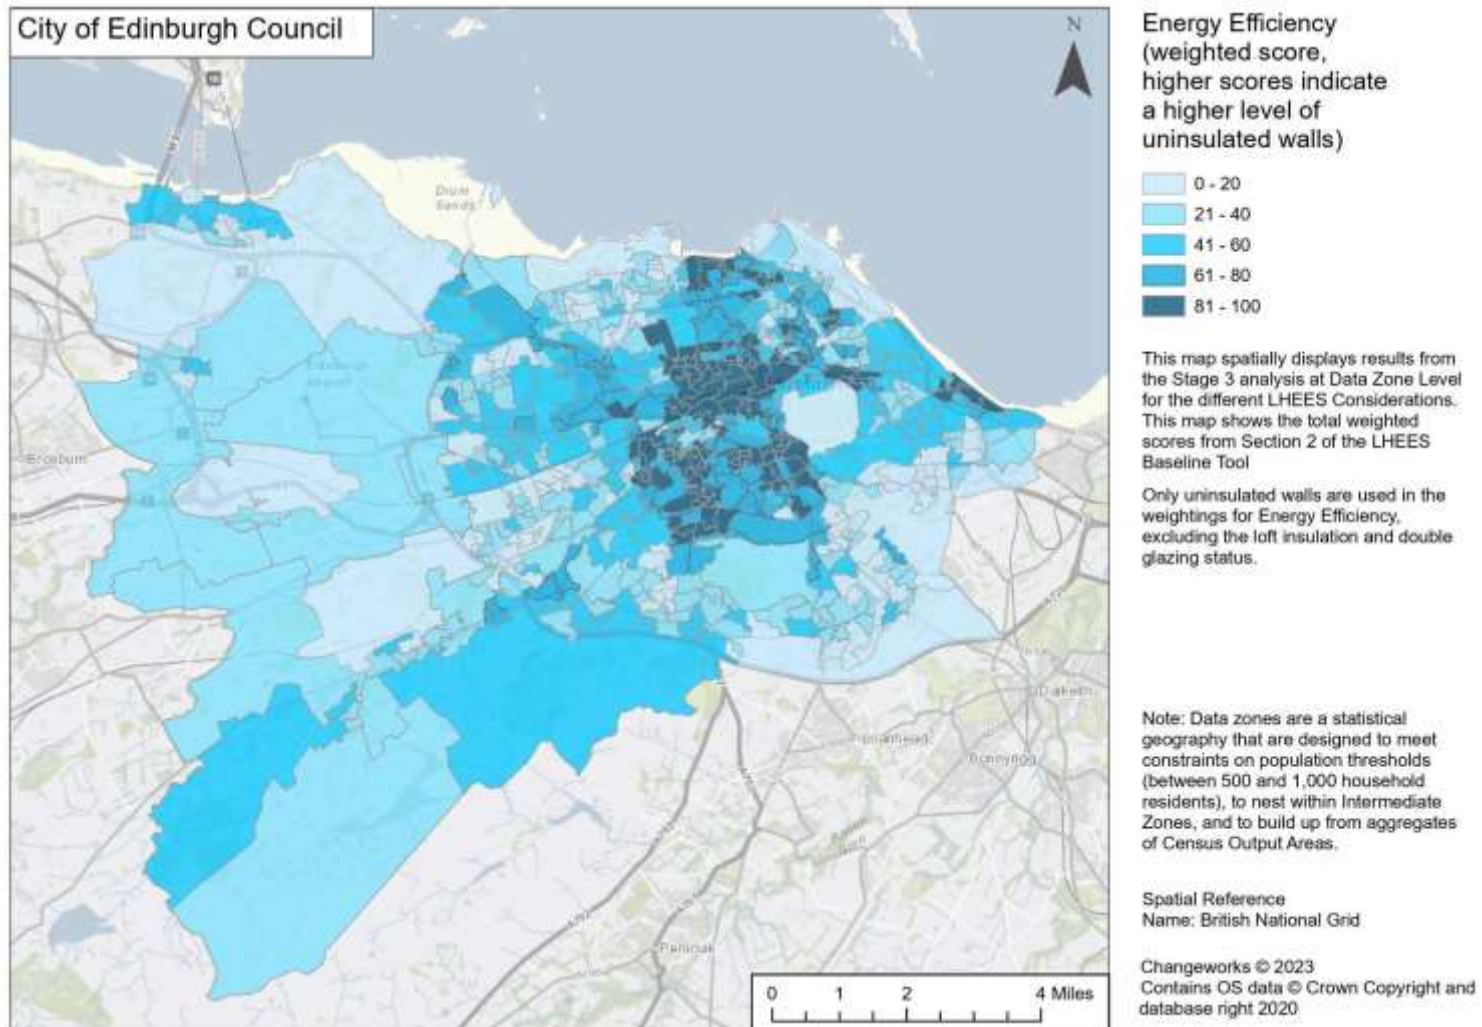 City of Edinburgh Council
N
Energy Efficiency
(weighted score,
higher scores indicate
a higher level of
uninsulated walls)
0 - 20
21 - 40
41 - 60
61 - 80
81 - 100
This map spatially displays results from
the Stage 3 analysis at Data Zone Level
for the different LHEES Considerations.
This map shows the total weighted
scores from Section 2 of the LHEES
Baseline Tool
Only uninsulated walls are used in the
weightings for Energy Efficiency,
excluding the loft insulation and double
glazing status.
Note: Data zones are a statistical
geography that are designed to meet
constraints on population thresholds
(between 500 and 1,000 household
residents), to nest within Intermediate
Zones, and to build up from aggregates
of Census Output Areas.
Spatial Reference
Name: British National Grid
Changeworks © 2023
Contains OS data © Crown Copyright and
database right 2020
Drum
Sands
Broxburn
Dalkeith
Bonnyrigg
Penicuik
0 1 2 4 Miles